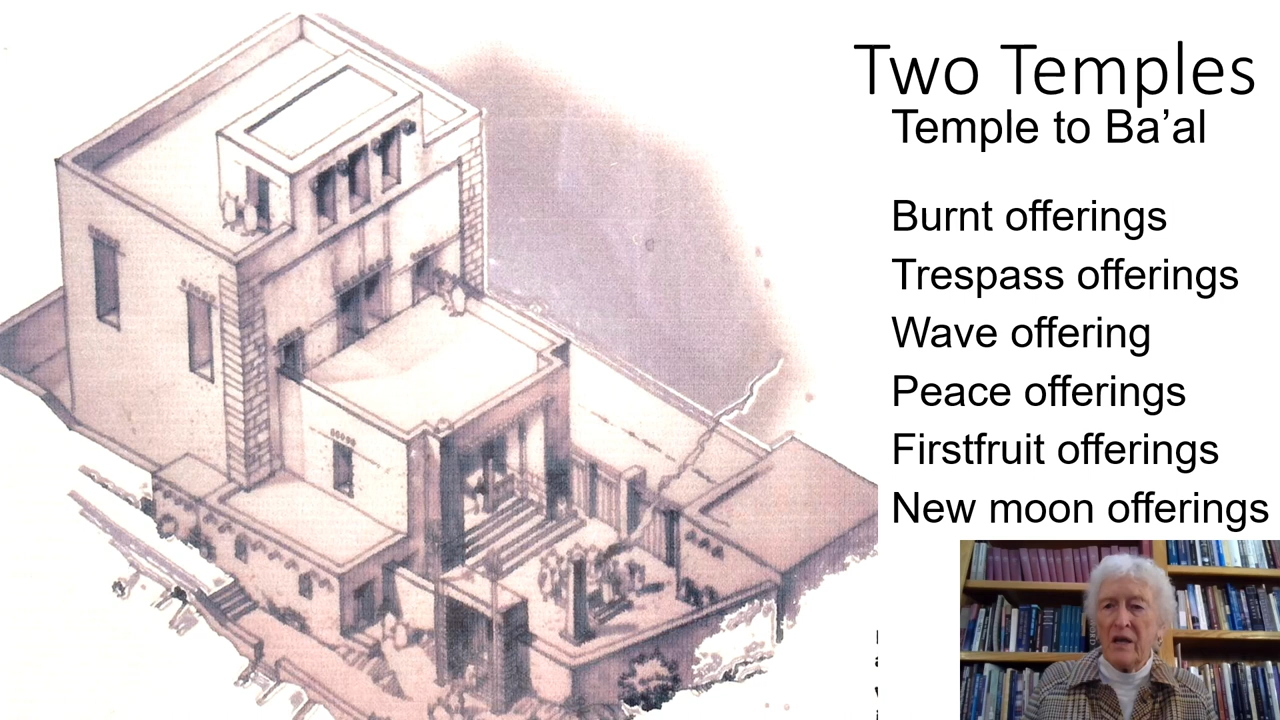 Two Temples
Temple to Ba’al
Burnt offerings
Trespass offerings
Wave offering
Peace offerings
Firstfruit offerings
New moon offerings